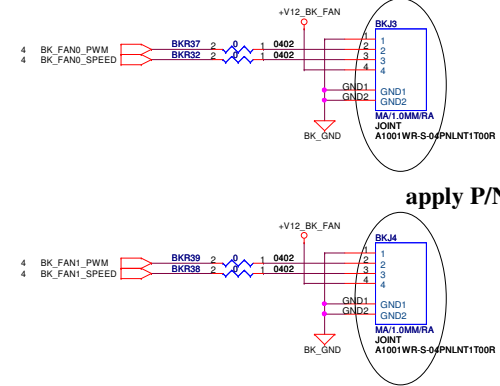 +V12_BK_FAN
BKJ3
4 BK_FAN0_PWM BKR37 2 0 1 0402
4 BK_FAN0_SPEED BKR32 2 0 1 0402
1 1
2 2
3 3
4 4
GND1 GND1
GND2 GND2
BK_GND
MA/1.0MM/RA
JOINT
A1001WR-S-04PNLNT1T00R
apply P/N
+V12_BK_FAN
BKJ4
4 BK_FAN1_PWM BKR39 2 0 1 0402
4 BK_FAN1_SPEED BKR38 2 0 1 0402
1 1
2 2
3 3
4 4
GND1 GND1
GND2 GND2
BK_GND
MA/1.0MM/RA
JOINT
A1001WR-S-04PNLNT1T00R